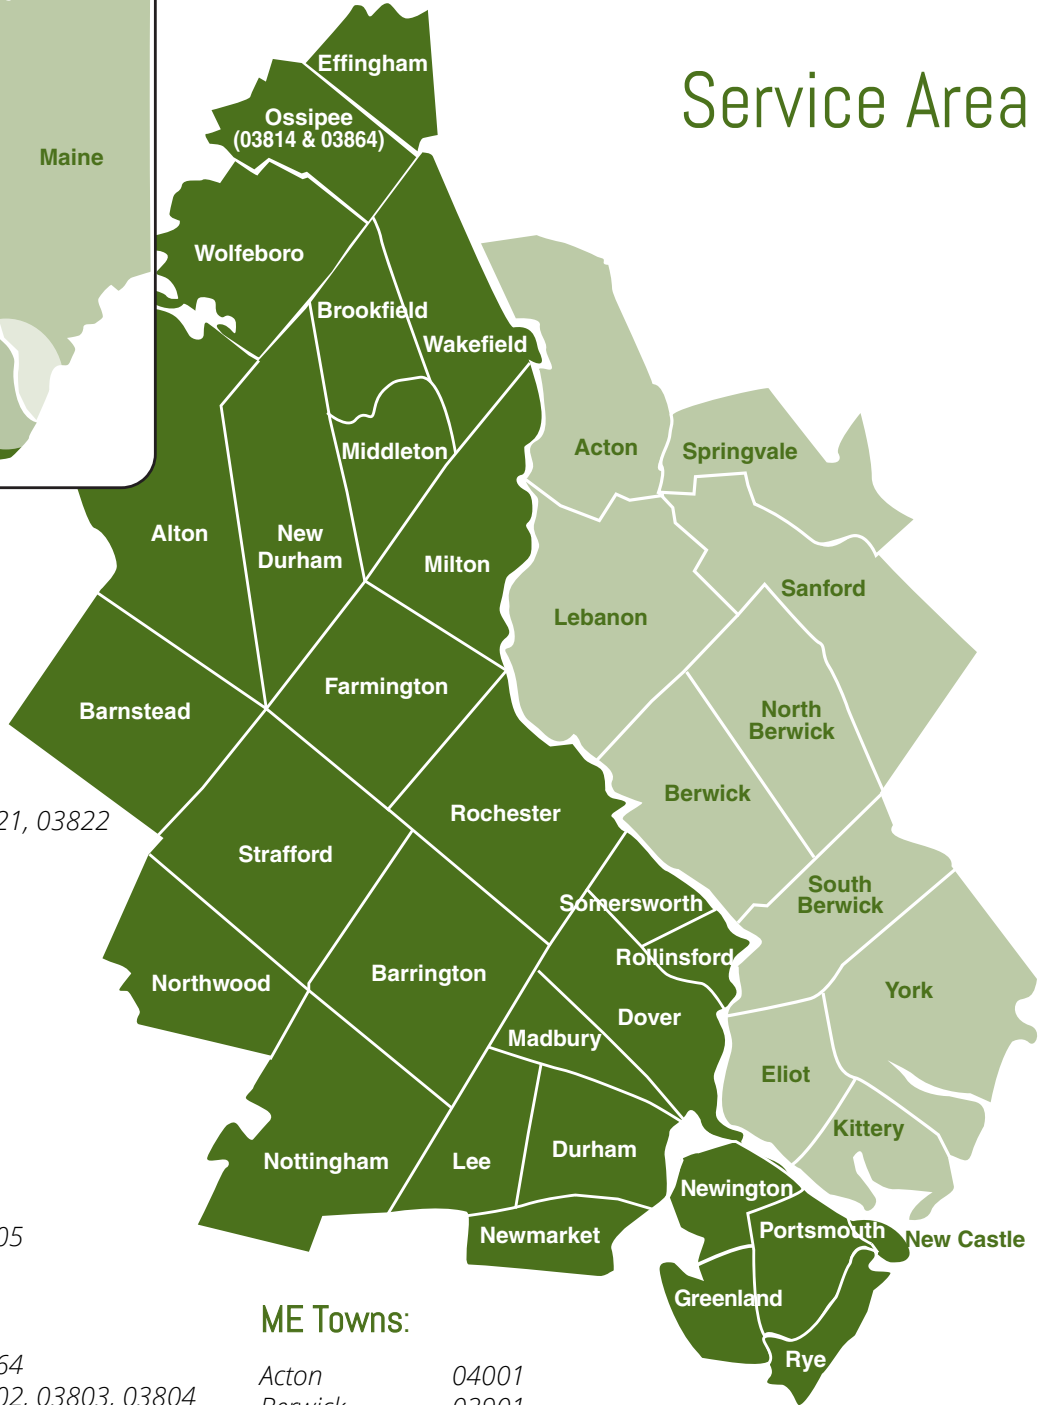 Service Area
Maine
Effingham
Ossipee
(03814 & 03864)
Wolfeboro
Brookfield
Wakefield
Middleton
Acton
Springvale
Alton
New
Durham
Milton
Sanford
Lebanon
Barnstead
Farmington
North
Berwick
Berwick
Rochester
21, 03822
Strafford
South
Berwick
Somersworth
Rollinsford
Northwood
Barrington
York
Dover
Madbury
Eliot
Kittery
Nottingham
Lee
Durham
Newington
Newmarket
Portsmouth
New Castle
05
Greenland
Rye
ME Towns:
64
02, 03803, 03804
Acton 04001
Berwick 03901